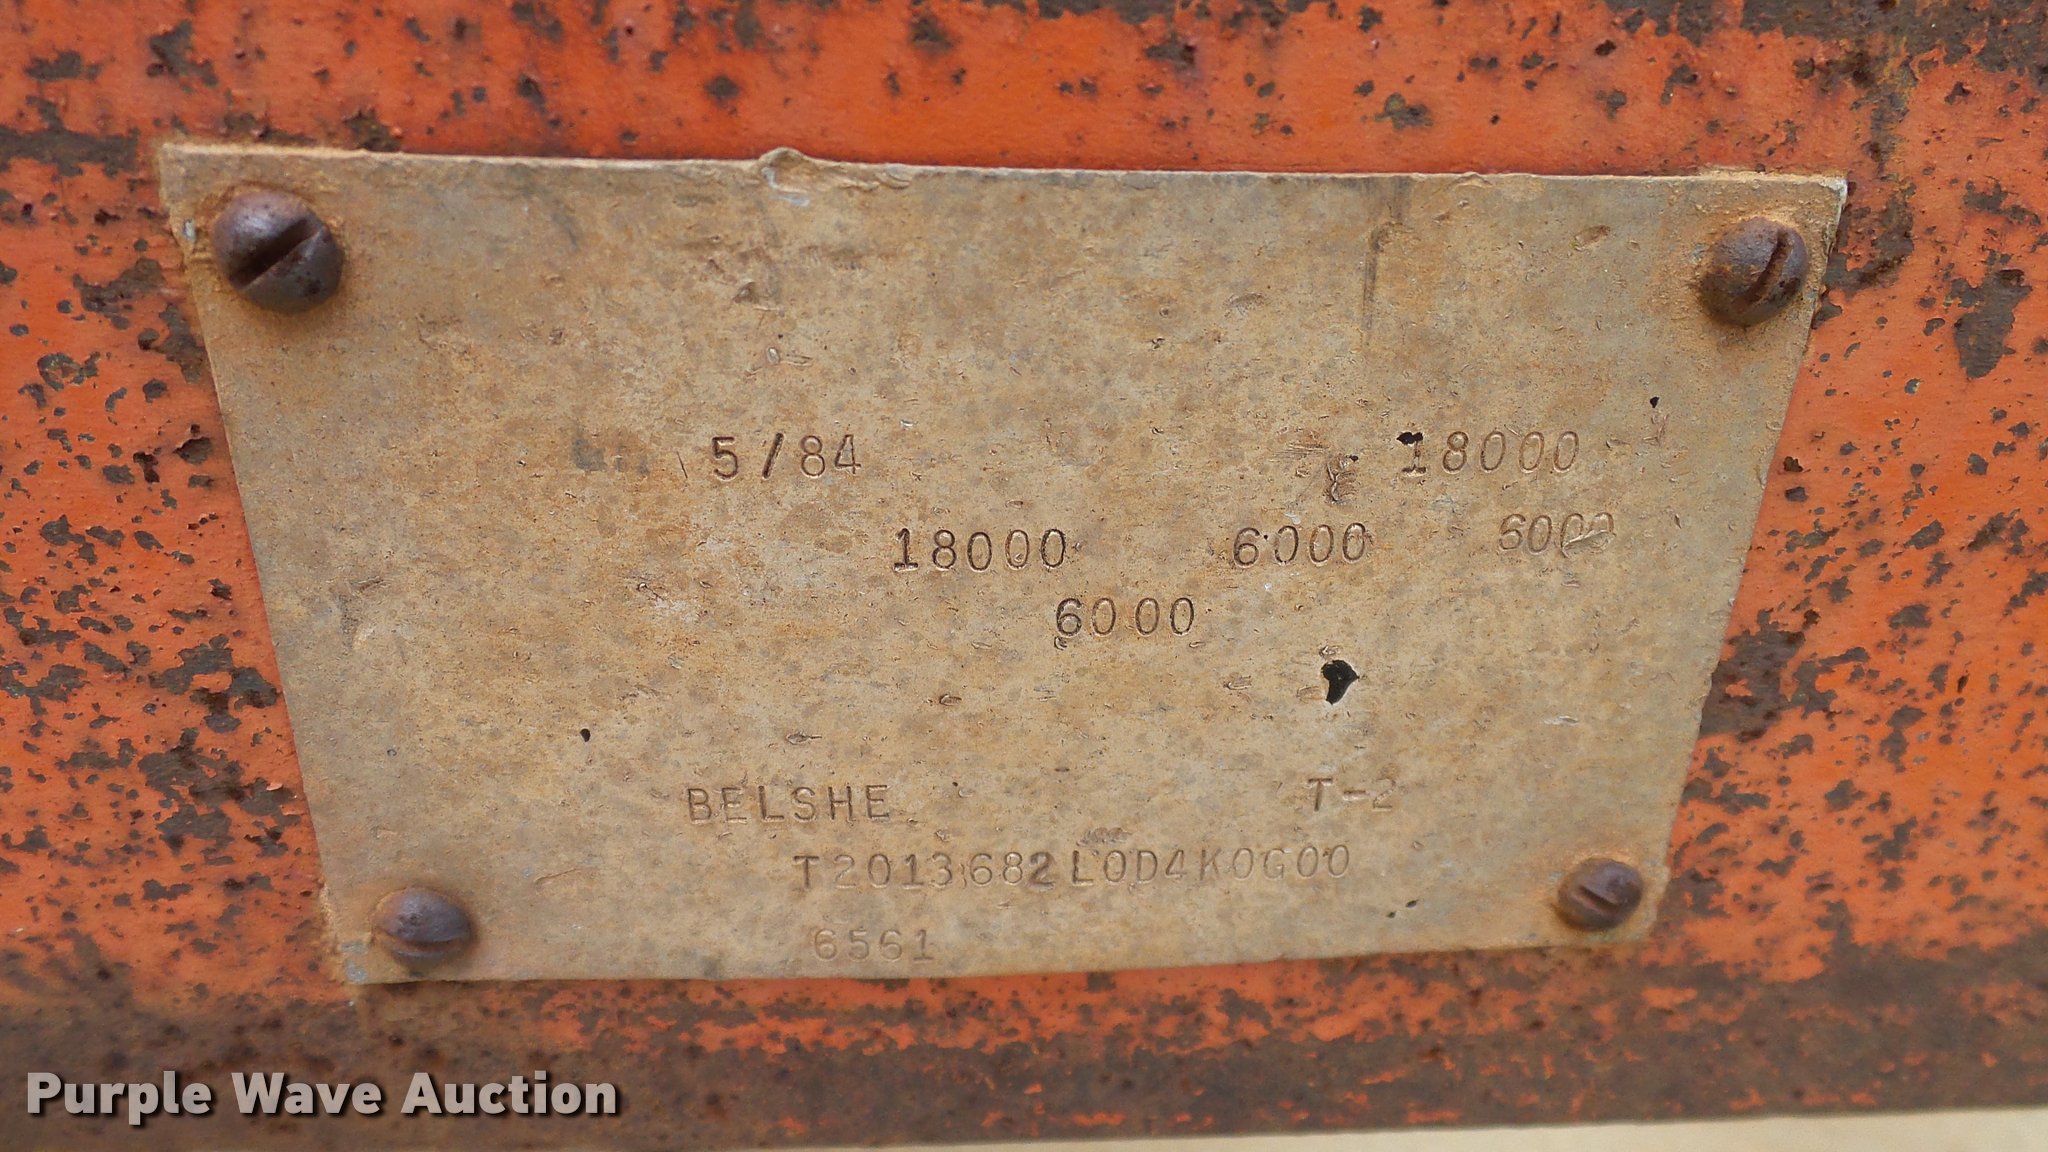 5/84 18000
18000 6000 6000
6000
BELSHE T-2
T2013682L0D4K0G00
6561
Purple Wave Auction